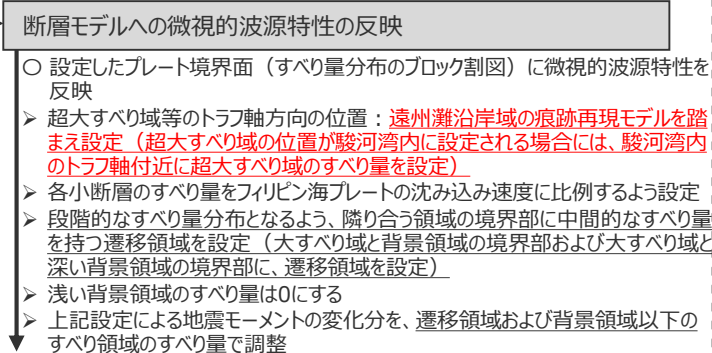 断層モデルへの微視的波源特性の反映
○ 設定したプレート境界面（すべり量分布のブロック割図）に微視的波源特性を
反映
➢ 超大すべり域等のトラフ軸方向の位置：遠州灘沿岸域の痕跡再現モデルを踏
まえ設定（超大すべり域の位置が駿河湾内に設定される場合には、駿河湾内
のトラフ軸付近に超大すべり域のすべり量を設定）
➢ 各小断層のすべり量をフィリピン海プレートの沈み込み速度に比例するよう設定
➢ 段階的なすべり量分布となるよう、隣り合う領域の境界部に中間的なすべり量
を持つ遷移領域を設定（大すべり域と背景領域の境界部および大すべり域と
深い背景領域の境界部に、遷移領域を設定）
➢ 浅い背景領域のすべり量は0にする
➢ 上記設定による地震モーメントの変化分を、遷移領域および背景領域以下の
すべり領域のすべり量で調整